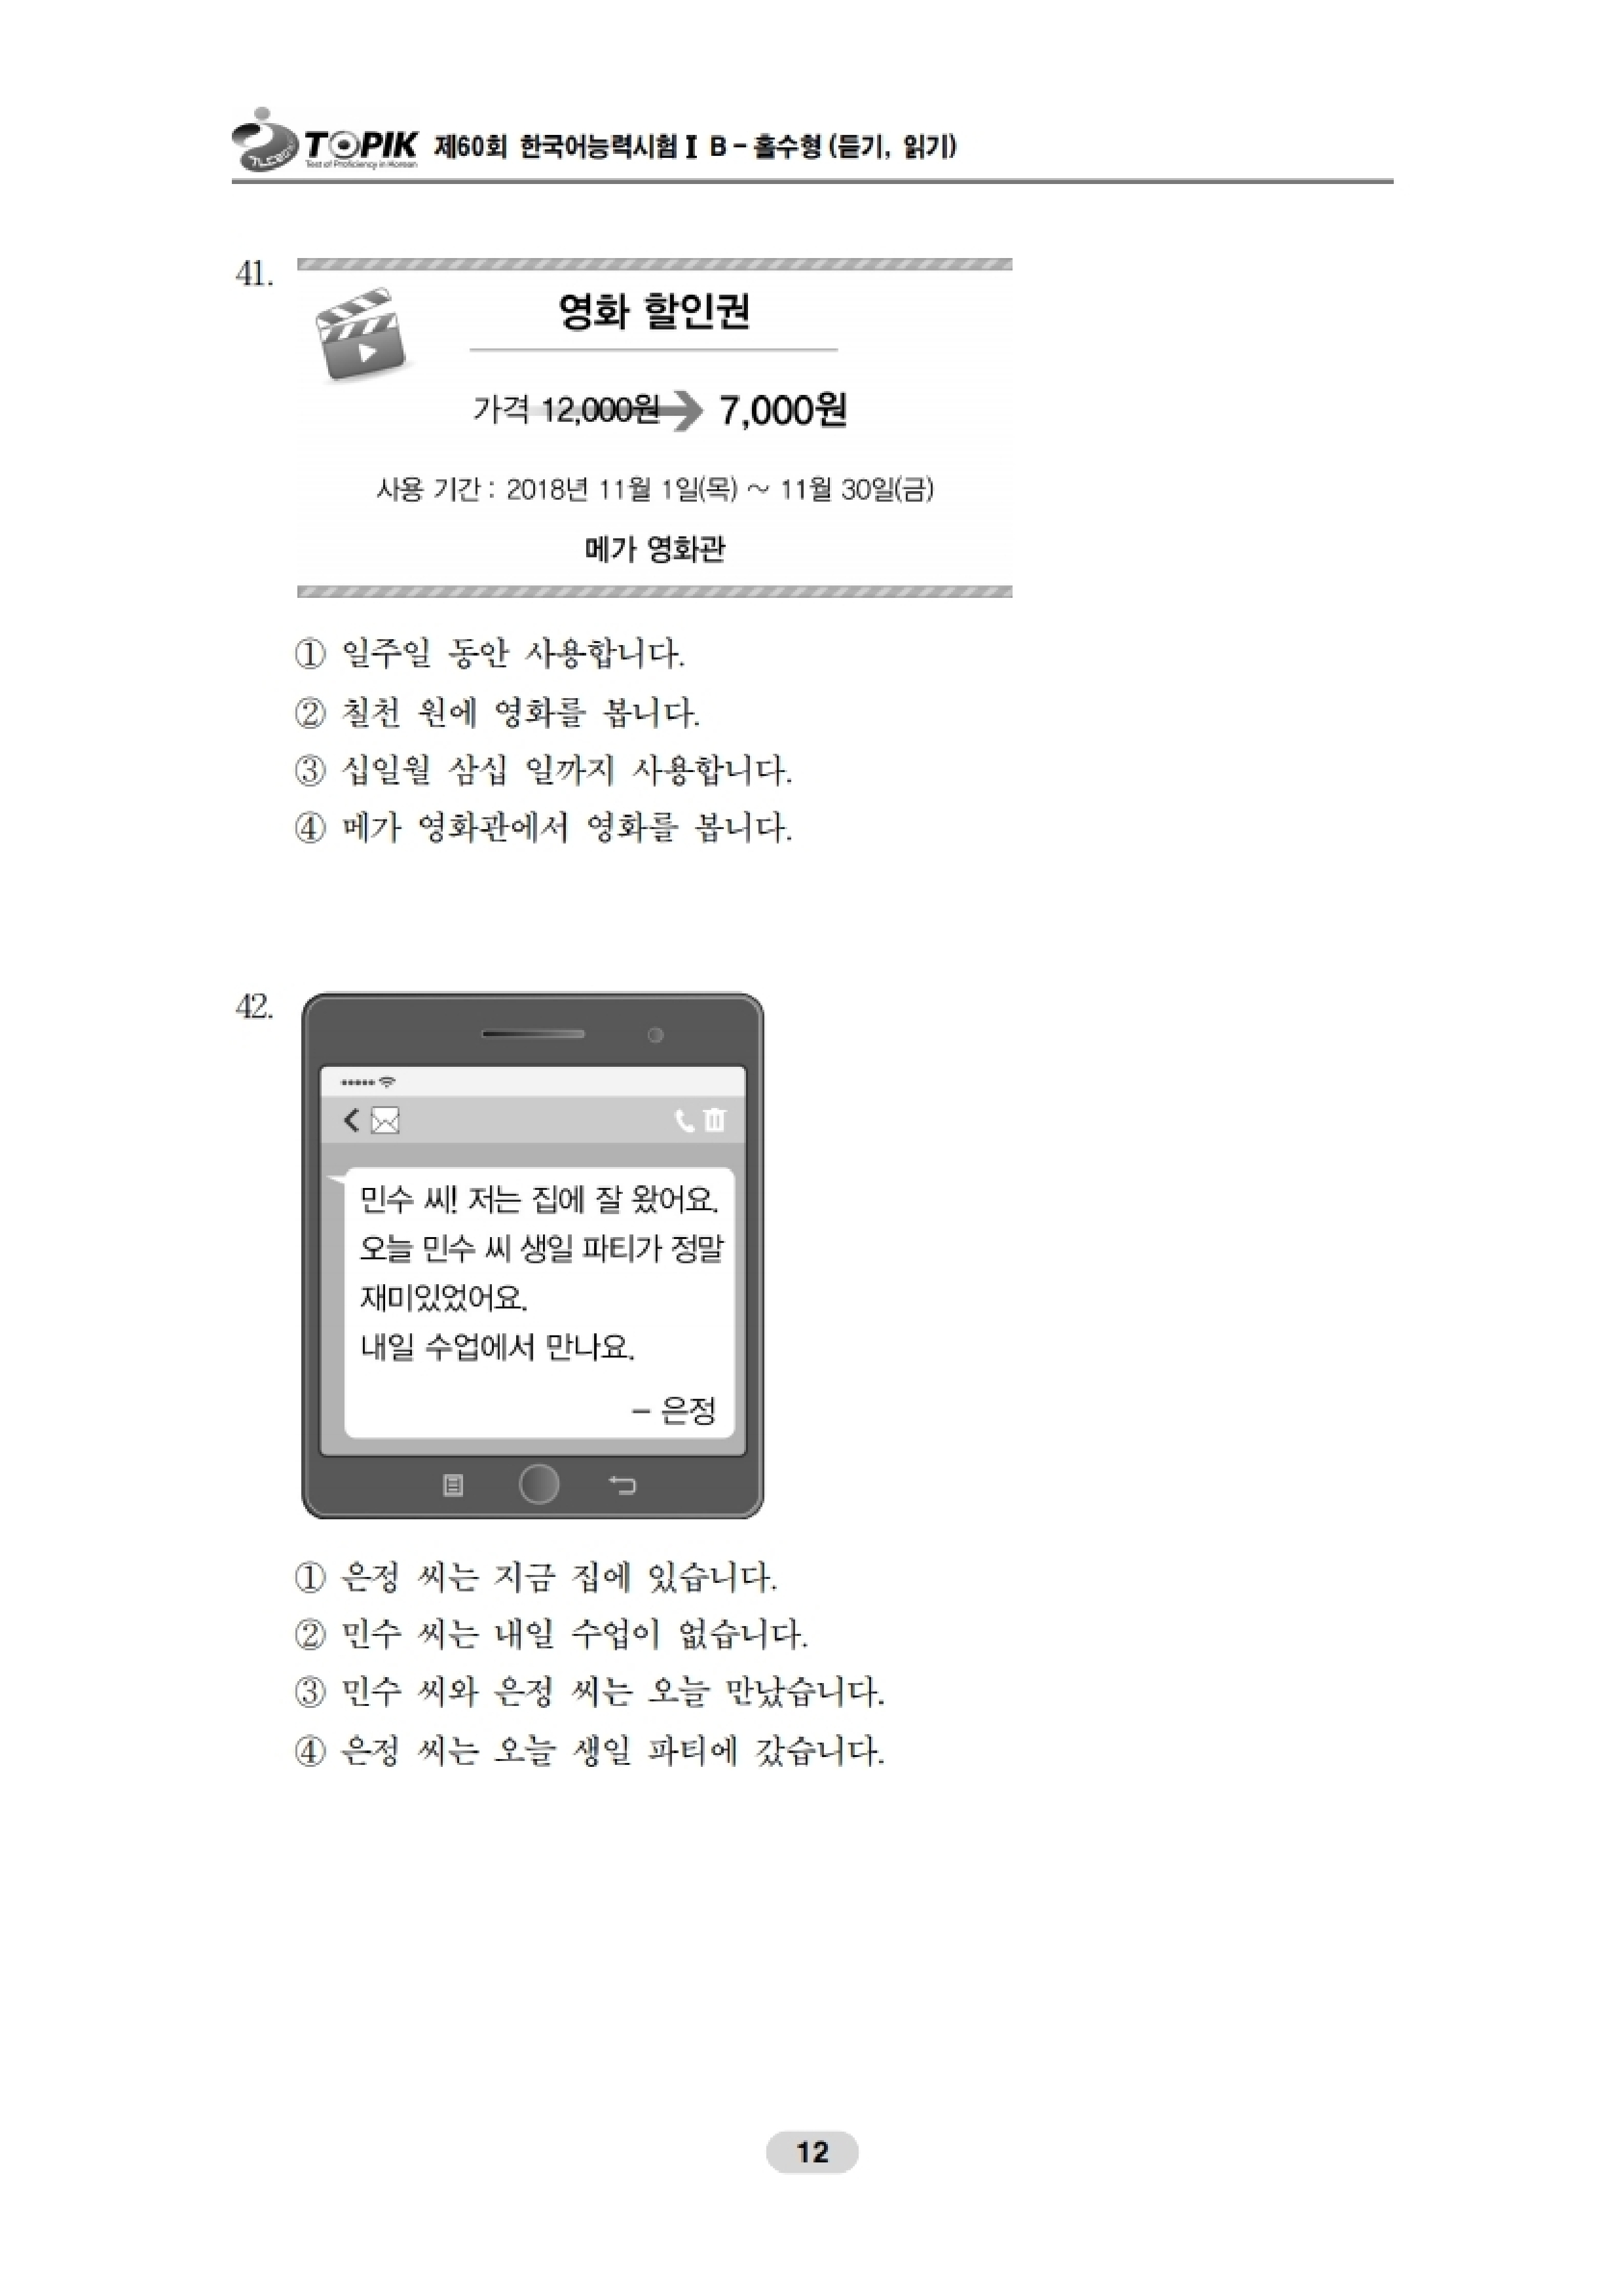 TOPIK 제60회 한국어능력시험 I B - 홀수형 (듣기, 읽기)
Test of Proficiency in Korean
41.
영화 할인권
가격 12,000원 → 7,000원
사용 기간 : 2018년 11월 1일(목) ~ 11월 30일(금)
메가 영화관
① 일주일 동안 사용합니다.
② 칠천 원에 영화를 봅니다.
③ 십일월 삼십 일까지 사용합니다.
④ 메가 영화관에서 영화를 봅니다.
42.
민수 씨! 저는 집에 잘 왔어요.
오늘 민수 씨 생일 파티가 정말
재미있었어요.
내일 수업에서 만나요.
- 은정
① 은정 씨는 지금 집에 있습니다.
② 민수 씨는 내일 수업이 없습니다.
③ 민수 씨와 은정 씨는 오늘 만났습니다.
④ 은정 씨는 오늘 생일 파티에 갔습니다.
12